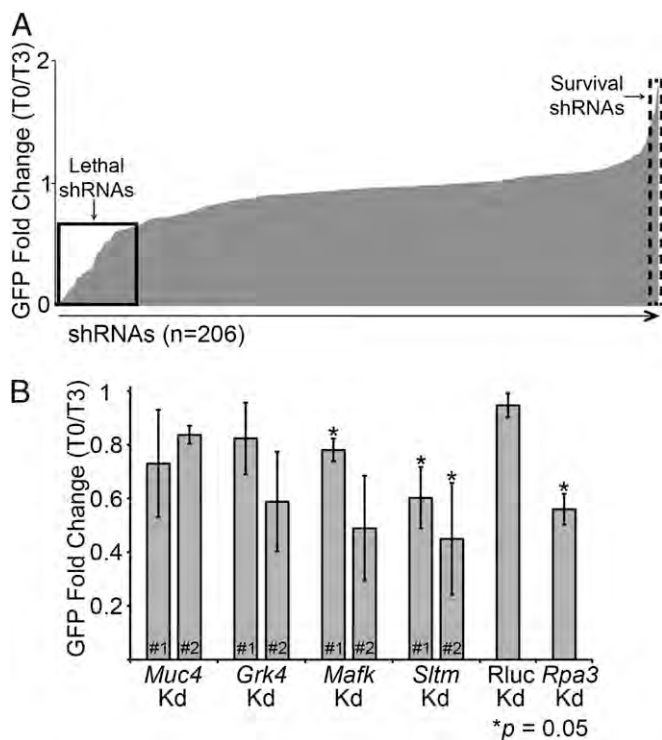 A
GFP Fold Change (T0/T3)
2
1
0
Lethal
shRNAs
Survival
shRNAs
shRNAs (n=206)
B
GFP Fold Change (T0/T3)
1
0.8
0.6
0.4
0.2
* * * *
#1 #2 #1 #2 #1 #2 #1 #2
Muc4 Grk4 Mafk Sltm Rluc Rpa3
Kd Kd Kd Kd Kd Kd
*p = 0.05